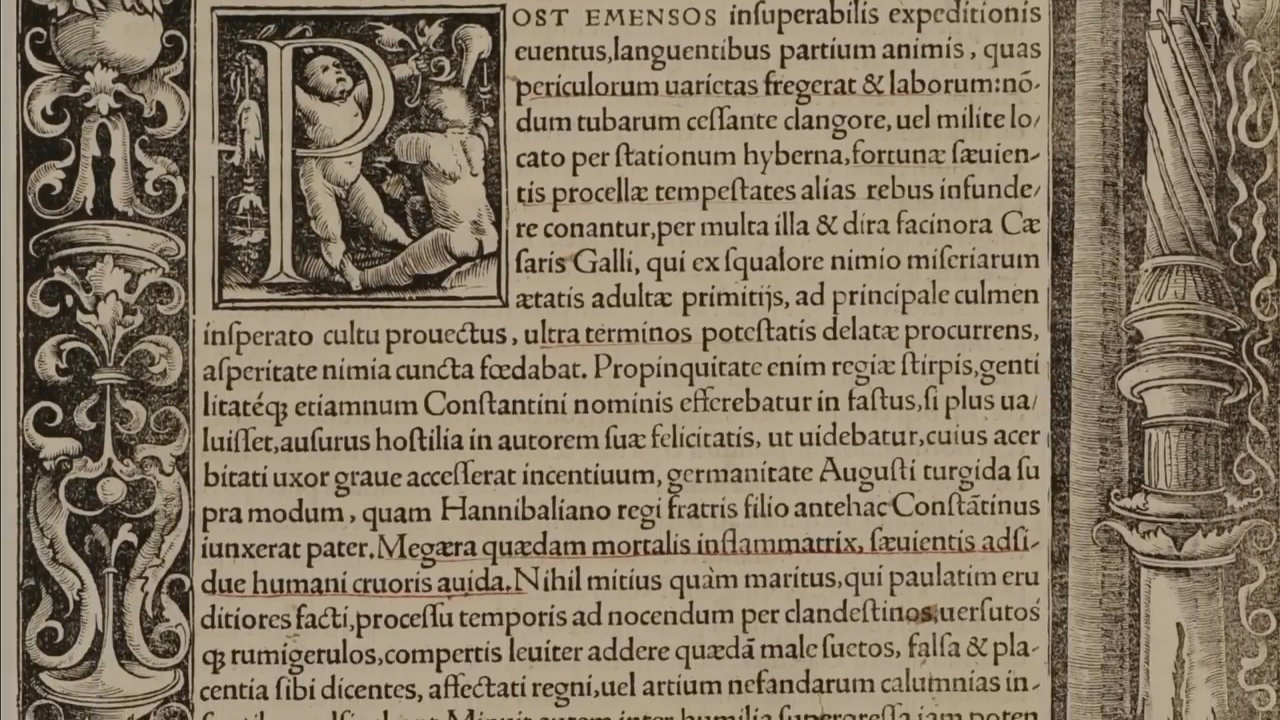 POST EMENSOS inſuperabilis expeditionis
euentus,languentibus partium animis, quas
periculorum uarietas fregerat & laborum:nō-
dum tubarum ceſſante clangore, uel milite lo/
cato per ſtationum hyberna,fortunæ ſæuien-
tis procellæ tempeſtates alias rebus infunde/
re conantur,per multa illa & dira facinora Cæ
ſaris Galli, qui ex ſqualore nimio miſeriarum
ætatis adultæ primitijs, ad principale culmen
inſperato cultu prouectus, ultra terminos poteſtatis delatæ procurrens,
aſperitate nimia cuncta fœdabat. Propinquitate enim regiæ ſtirpis,genti
litatéqꝫ etiamnum Conſtantini nominis efferebatur in faſtus,ſi plus ua/
luiſſet,auſurus hoſtilia in autorem ſuæ felicitatis, ut uidebatur,cuius acer
bitati uxor graue acceſſerat incentiuum, germanitate Auguſti turgida ſu
pra modum, quam Hannibaliano regi fratris filio antehac Conſtãtinus
iunxerat pater.Megæra quædam mortalis inflammatrix, ſæuientis adſi-
due humani cruoris auida.Nihil mitius quàm maritus,qui paulatim eru
ditiores facti,proceſſu temporis ad nocendum per clandeſtinos,uerſutos
qꝫ rumigerulos,compertis leuiter addere quædã male ſuetos, falſa & pla-
centia ſibi dicentes, affectati regni,uel artium nefandarum calumnias in-